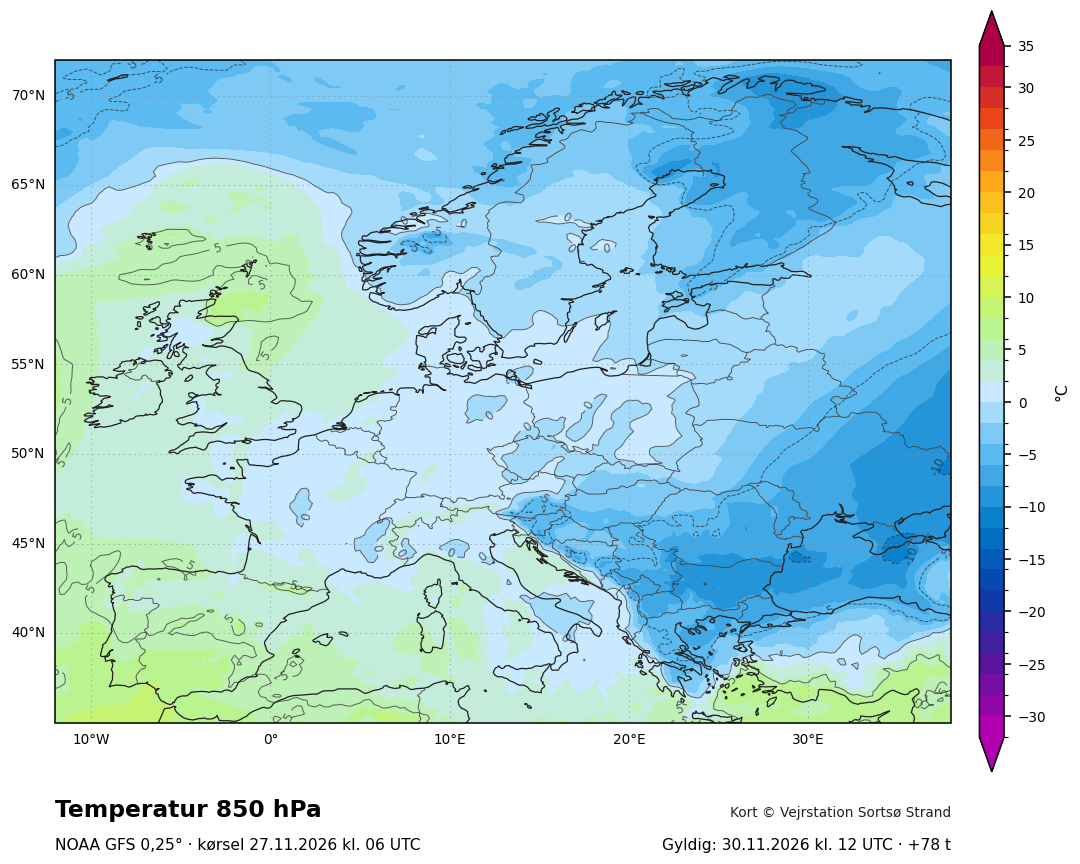 70°N
65°N
60°N
55°N
50°N
45°N
40°N
10°W
0°
10°E
20°E
30°E
35
30
25
20
15
10
5
0
−5
−10
−15
−20
−25
−30
°C
Temperatur 850 hPa
Kort © Vejrstation Sortsø Strand
NOAA GFS 0,25° · kørsel 27.11.2026 kl. 06 UTC
Gyldig: 30.11.2026 kl. 12 UTC · +78 t